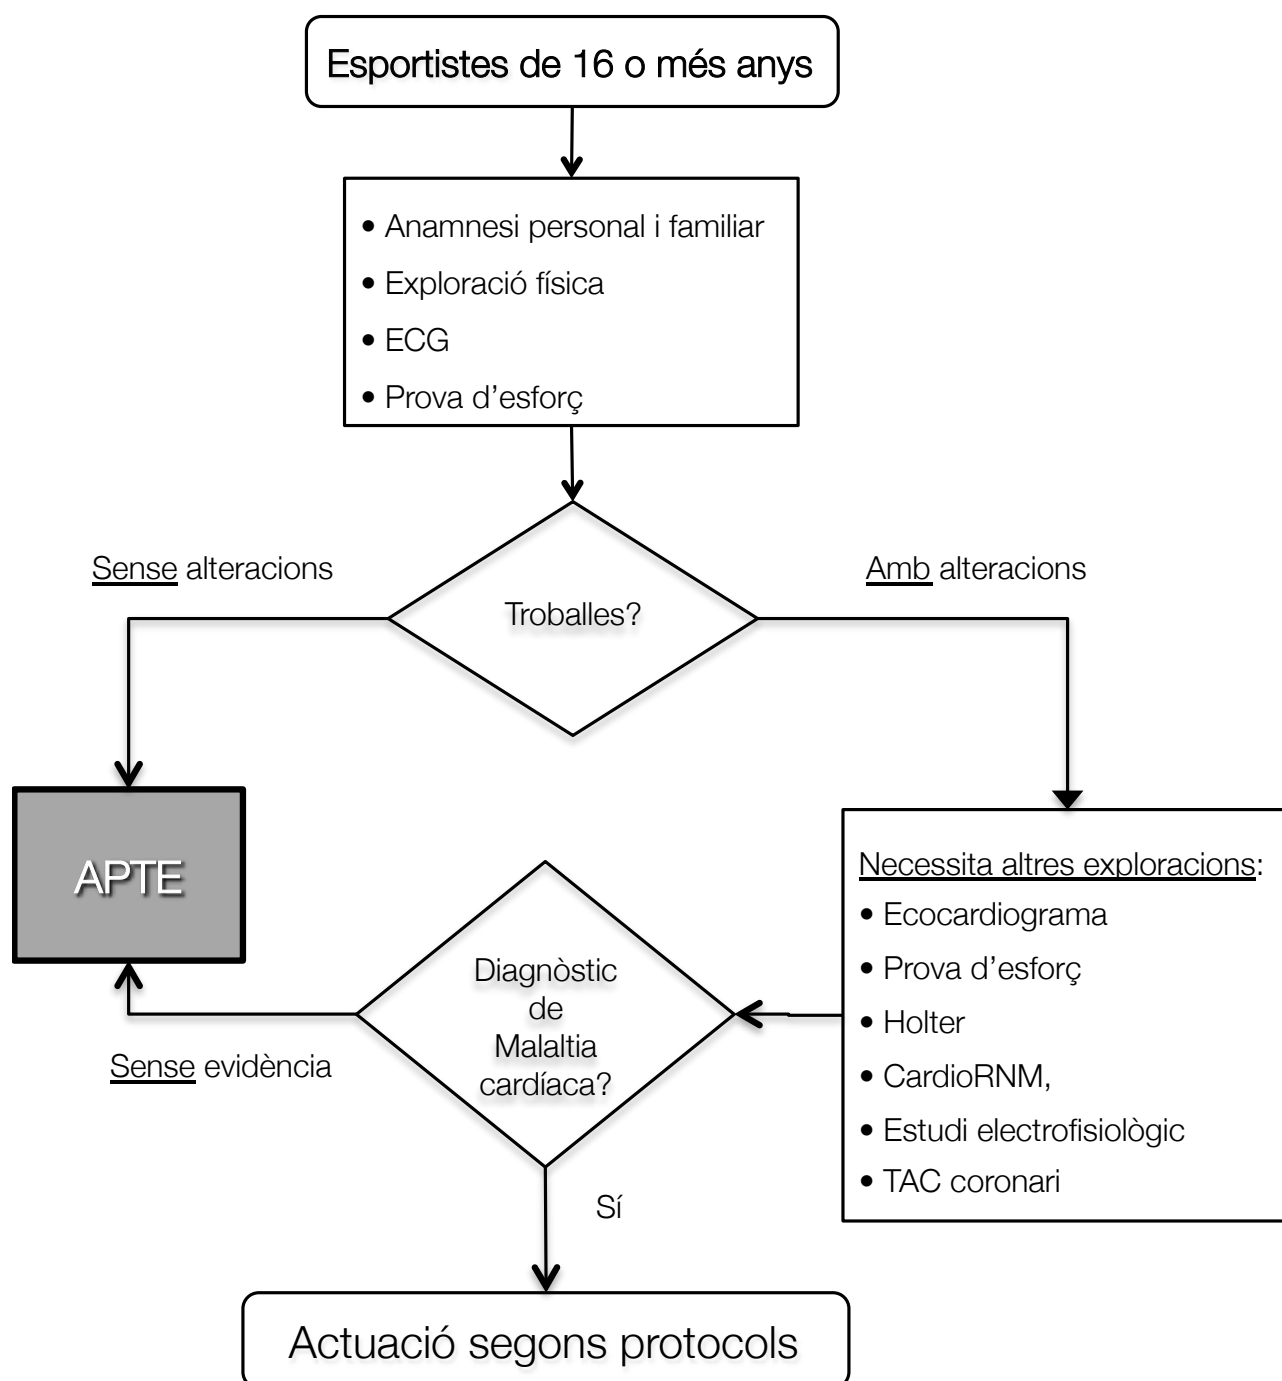 Esportistes de 16 o més anys
• Anamnesi personal i familiar
• Exploració física
• ECG
• Prova d’esforç
Sense alteracions
Amb alteracions
Troballes?
APTE
Necessita altres exploracions:
• Ecocardiograma
• Prova d’esforç
• Holter
• CardioRNM,
• Estudi electrofisiològic
• TAC coronari
Diagnòstic
de
Malaltia
cardíaca?
Sense evidència
Sí
Actuació segons protocols